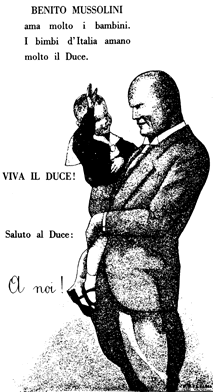 BENITO MUSSOLINI
ama molto i bambini.
I bimbi d'Italia amano
molto il Duce.
VIVA IL DUCE!
Saluto al Duce:
A noi!